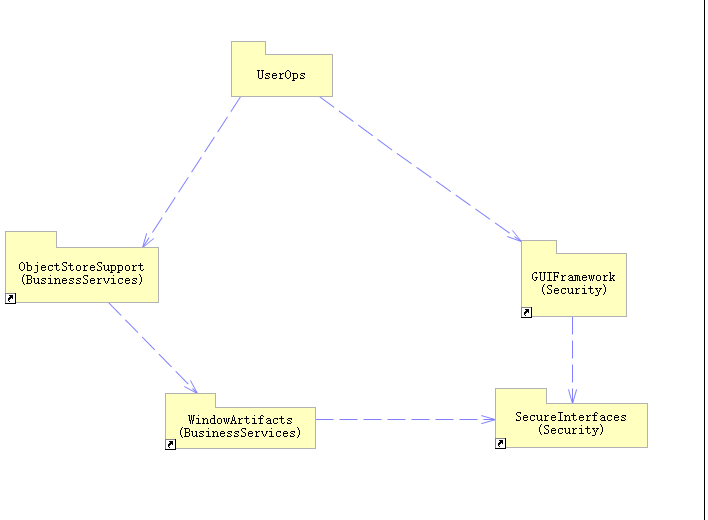 UserOps
ObjectStoreSupport
(BusinessServices)
GUIFramework
(Security)
WindowArtifacts
(BusinessServices)
SecureInterfaces
(Security)